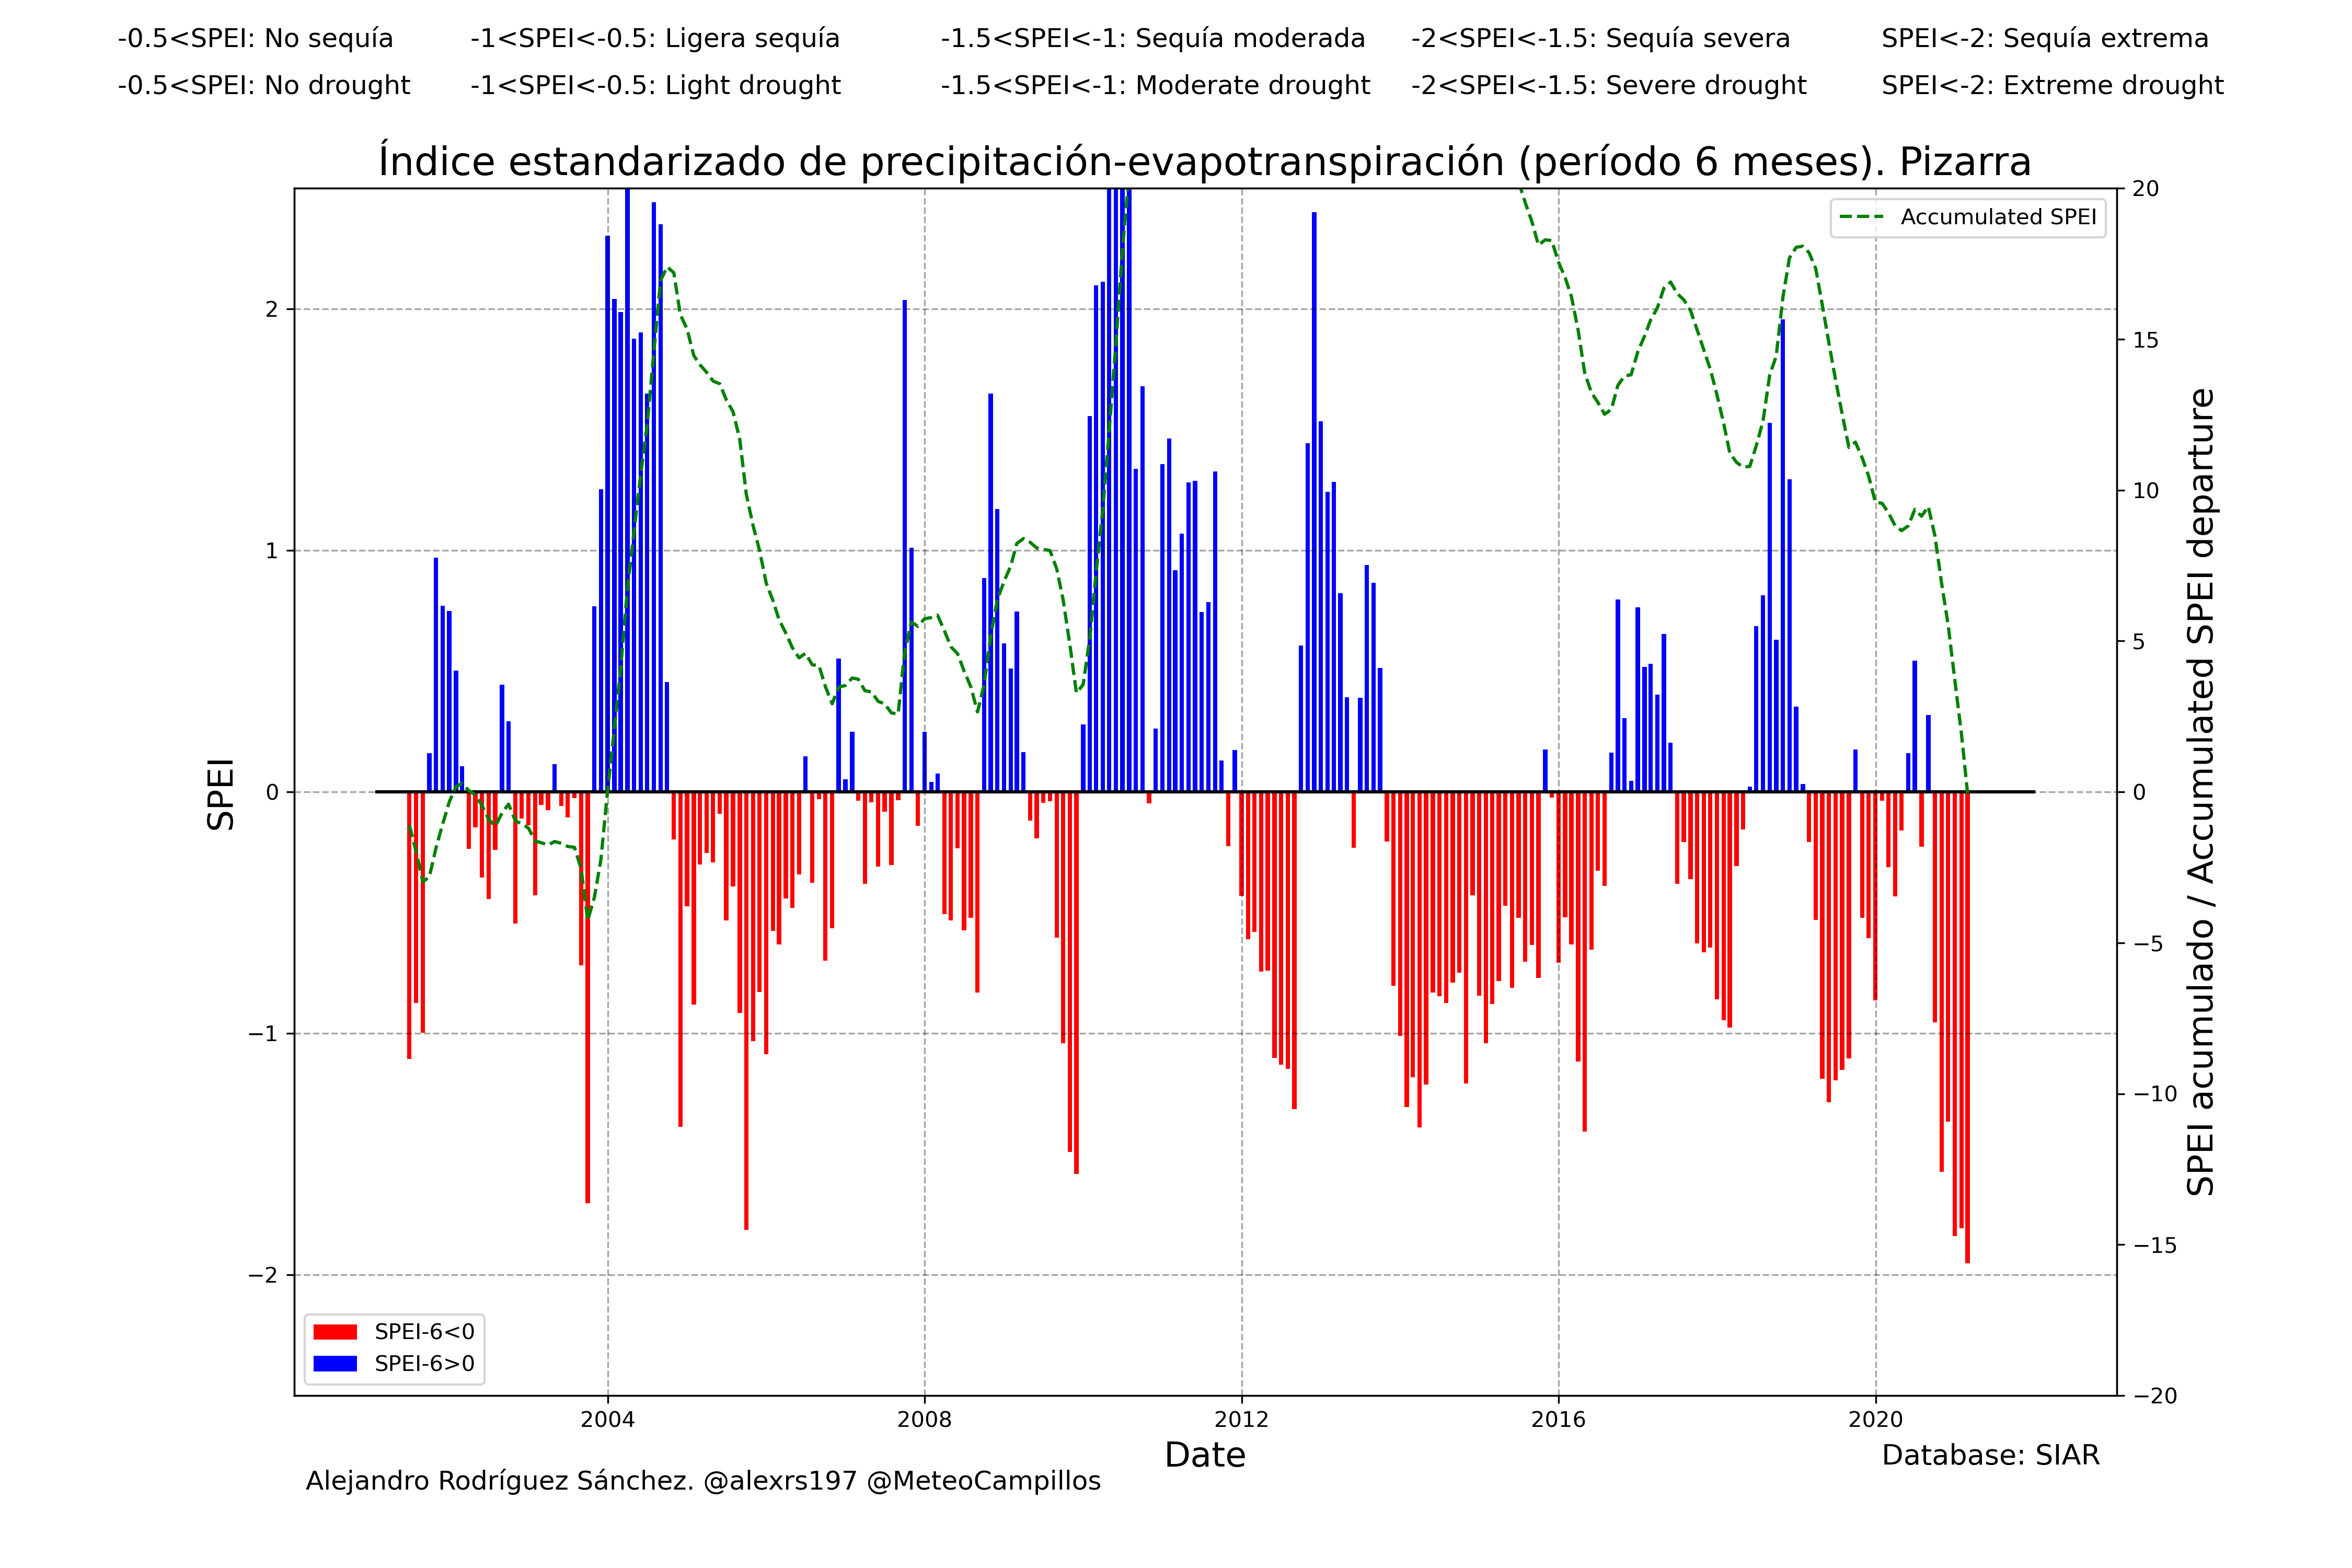 -0.5<SPEI: No sequía -1<SPEI<-0.5: Ligera sequía -1.5<SPEI<-1: Sequía moderada -2<SPEI<-1.5: Sequía severa SPEI<-2: Sequía extrema
-0.5<SPEI: No drought -1<SPEI<-0.5: Light drought -1.5<SPEI<-1: Moderate drought -2<SPEI<-1.5: Severe drought SPEI<-2: Extreme drought
Índice estandarizado de precipitación-evapotranspiración (período 6 meses). Pizarra
Accumulated SPEI
SPEI
2
1
0
−1
−2
20
15
10
5
0
−5
−10
−15
−20
SPEI acumulado / Accumulated SPEI departure
SPEI-6<0
SPEI-6>0
2004 2008 2012 2016 2020
Date
Database: SIAR
Alejandro Rodríguez Sánchez. @alexrs197 @MeteoCampillos